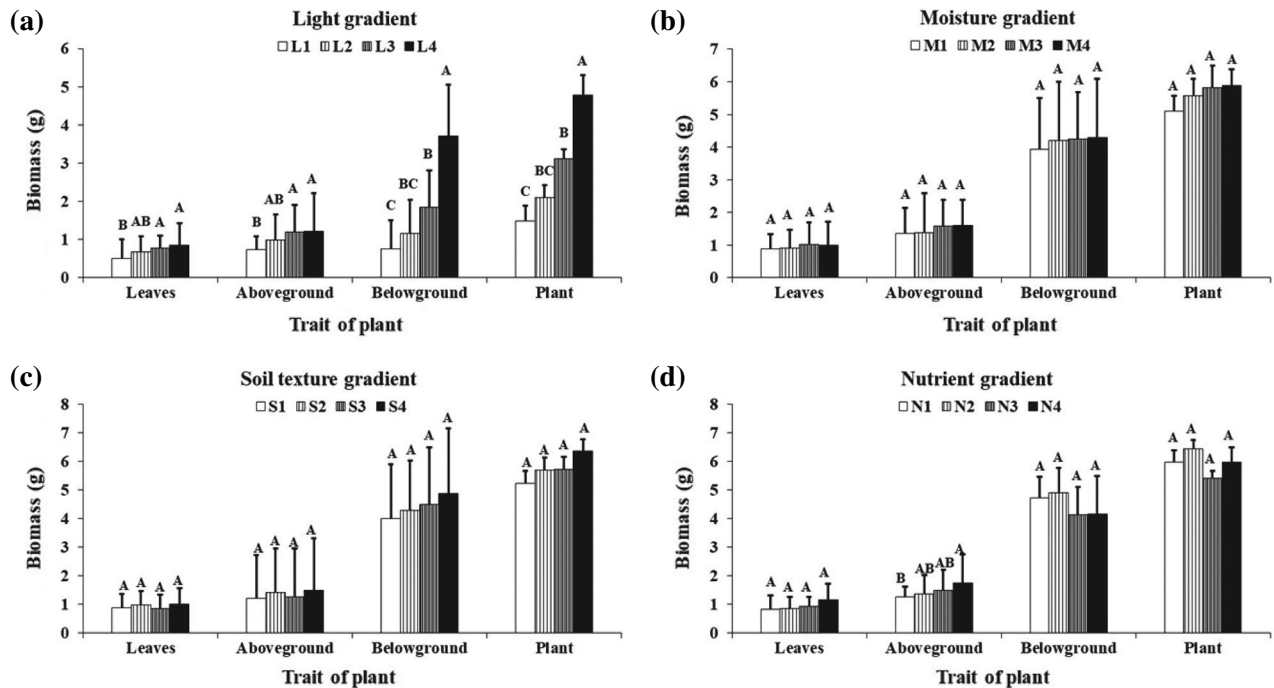 (a)
Light gradient
L1 L2 L3 L4
6
5
4
3
2
1
0
Biomass (g)
B AB A A
B AB A A
C BC B A
C BC B A
Leaves Aboveground Belowground Plant
Trait of plant
(b)
Moisture gradient
M1 M2 M3 M4
7
6
5
4
3
2
1
0
Biomass (g)
A A A A
A A A A
A A A A
A A A A
Leaves Aboveground Belowground Plant
Trait of plant
(c)
Soil texture gradient
S1 S2 S3 S4
8
7
6
5
4
3
2
1
0
Biomass (g)
A A A A
A A A A
A A A A
A A A A
Leaves Aboveground Belowground Plant
Trait of plant
(d)
Nutrient gradient
N1 N2 N3 N4
8
7
6
5
4
3
2
1
0
Biomass (g)
A A A A
B AB AB A
A A A A
A A A A
Leaves Aboveground Belowground Plant
Trait of plant